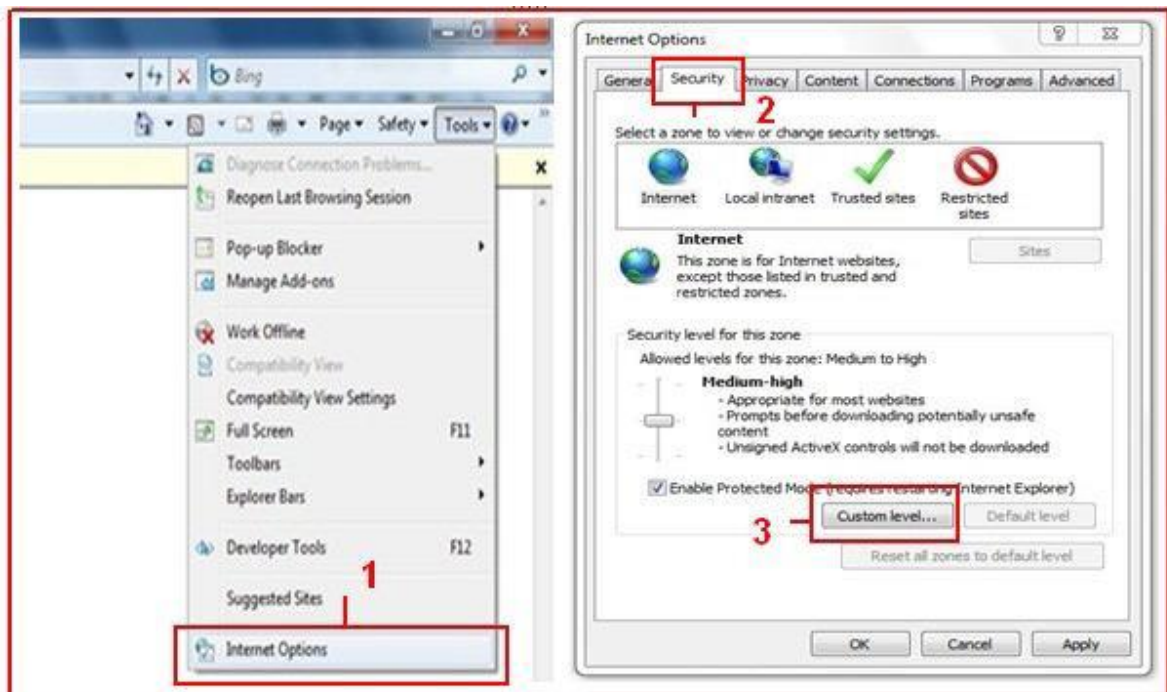 Bing
Page Safety Tools
Diagnose Connection Problems...
Reopen Last Browsing Session
Pop-up Blocker
Manage Add-ons
Work Offline
Compatibility View
Compatibility View Settings
Full Screen F11
Toolbars
Explorer Bars
Developer Tools F12
1
Suggested Sites
Internet Options
Internet Options
General Security Privacy Content Connections Programs Advanced
2
Select a zone to view or change security settings.
Internet Local intranet Trusted sites Restricted
sites
Internet
Sites
This zone is for Internet websites,
except those listed in trusted and
restricted zones.
Security level for this zone
Allowed levels for this zone: Medium to High
Medium-high
- Appropriate for most websites
- Prompts before downloading potentially unsafe
content
- Unsigned ActiveX controls will not be downloaded
Enable Protected Mode (requires restarting Internet Explorer)
3
Custom level... Default level
Reset all zones to default level
OK Cancel Apply